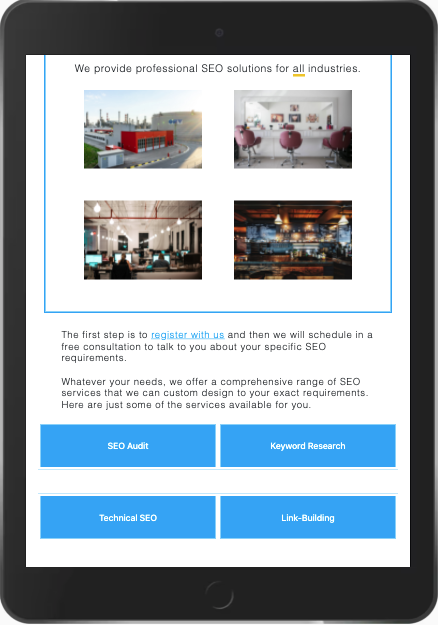 We provide professional SEO solutions for all industries.
The first step is to register with us and then we will schedule in a
free consultation to talk to you about your specific SEO
requirements.
Whatever your needs, we offer a comprehensive range of SEO
services that we can custom design to your exact requirements.
Here are just some of the services available for you.
SEO Audit
Keyword Research
Technical SEO
Link-Building